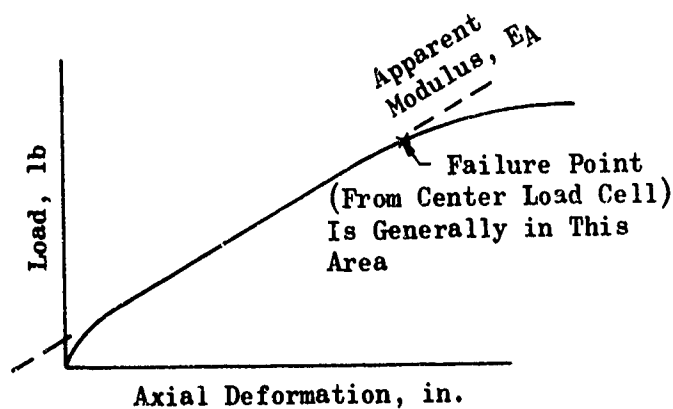 Apparent
Modulus, EA
Failure Point
(From Center Load Cell)
Is Generally in This
Area
Load, lb
Axial Deformation, in.